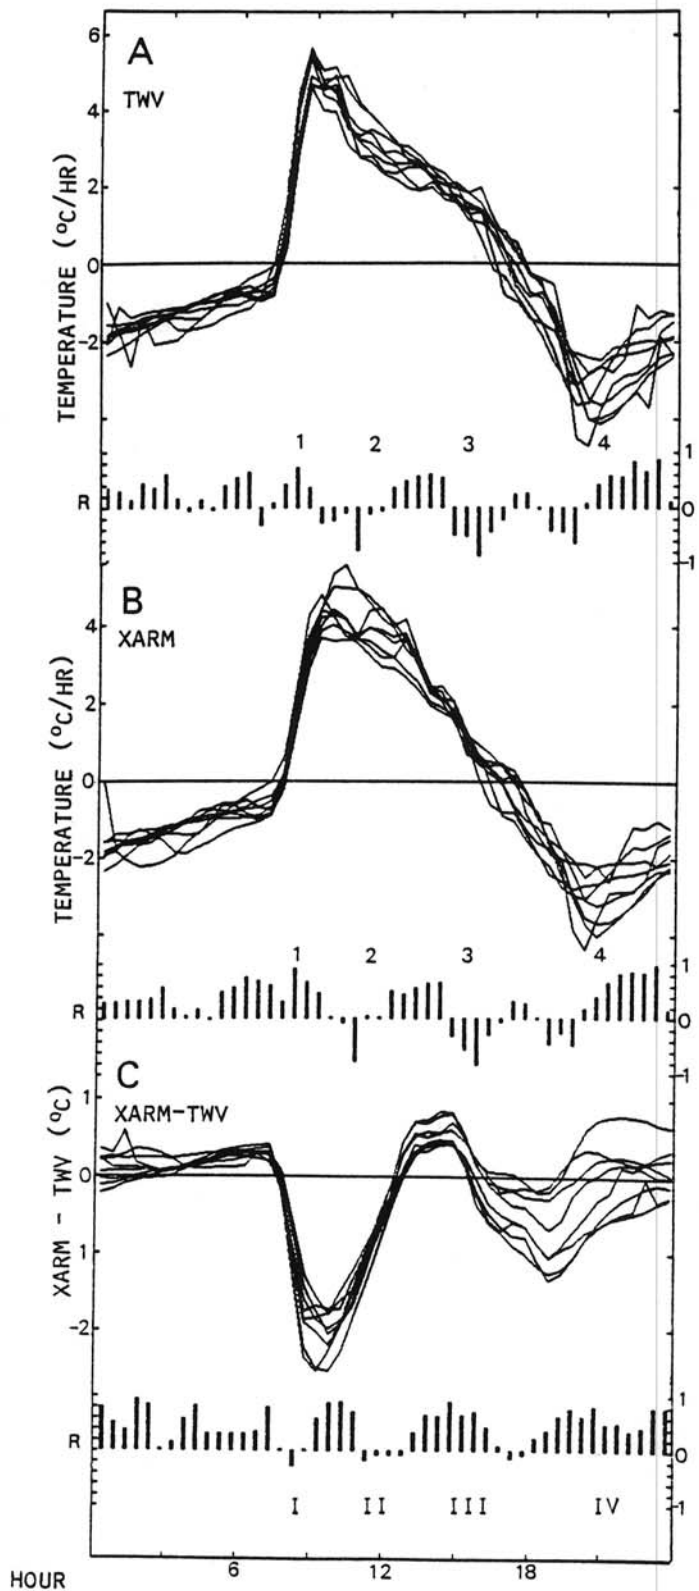 6
A
TWV
4
2
0
-2
TEMPERATURE (°C/HR)
1 2 3 4
1
R
0
-1
B
XARM
4
2
0
-2
TEMPERATURE (°C/HR)
1 2 3 4
1
R
0
-1
C
XARM-TWV
1
0
1
-2
XARM - TWV (°C)
1
R
0
-1
I II III IV
HOUR 6 12 18